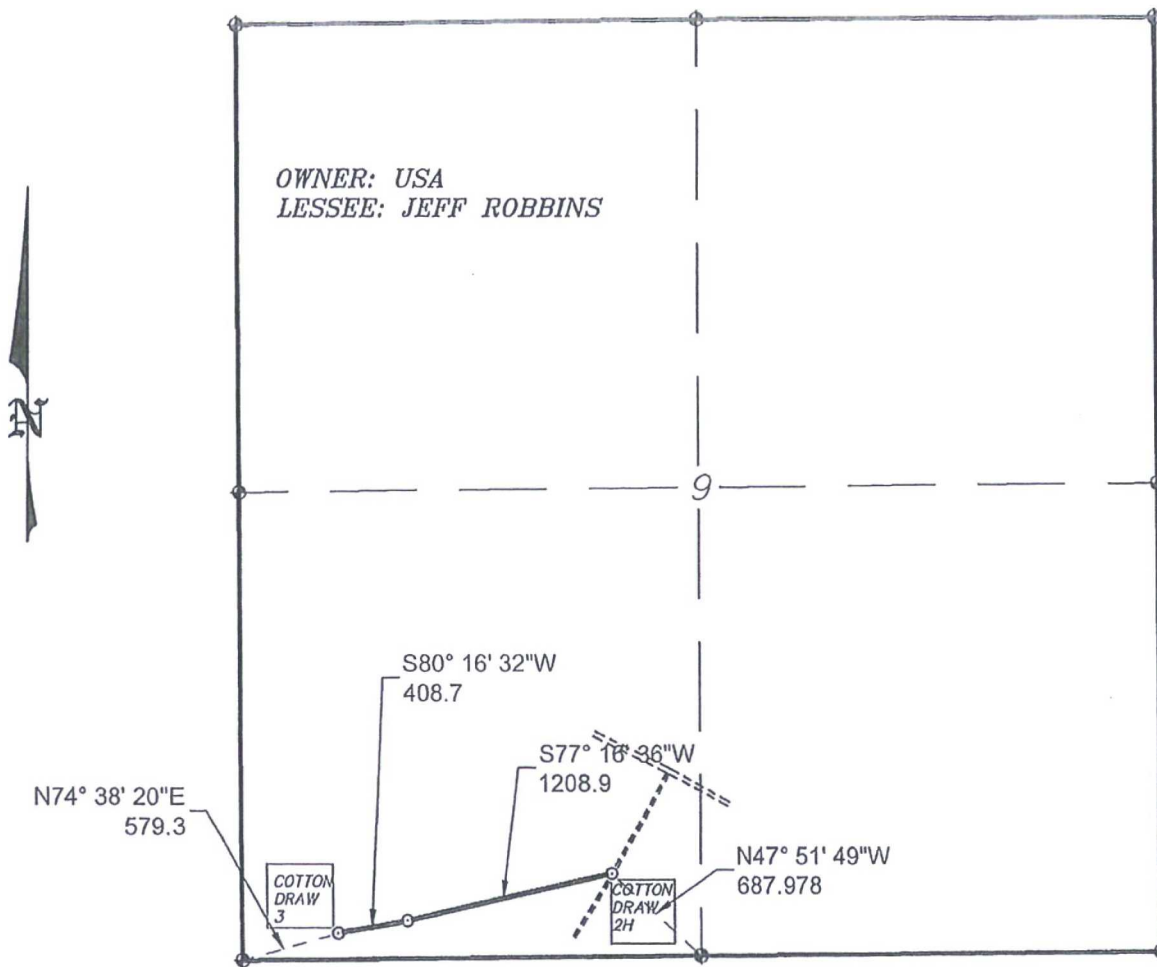 OWNER: USA
LESSEE: JEFF ROBBINS
N
9
S80° 16' 32"W
408.7
S77° 16' 36"W
1208.9
N74° 38' 20"E
579.3
COTTON
DRAW
3
COTTON
DRAW
2H
N47° 51' 49"W
687.978